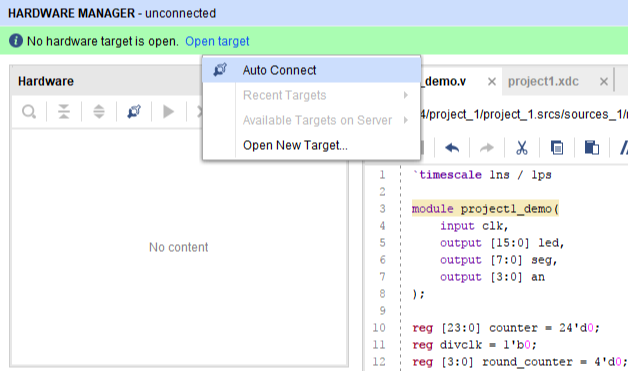 HARDWARE MANAGER - unconnected
No hardware target is open. Open target
Hardware
Auto Connect
Recent Targets
Available Targets on Server
Open New Target...
No content
_demo.v
project1.xdc
4/project_1/project_1.srcs/sources_1/
1 `timescale 1ns / 1ps
2
3 module project1_demo(
4 input clk,
5 output [15:0] led,
6 output [7:0] seg,
7 output [3:0] an
8 );
9
10 reg [23:0] counter = 24'd0;
11 reg divclk = 1'b0;
12 reg [3:0] round_counter = 4'd0;